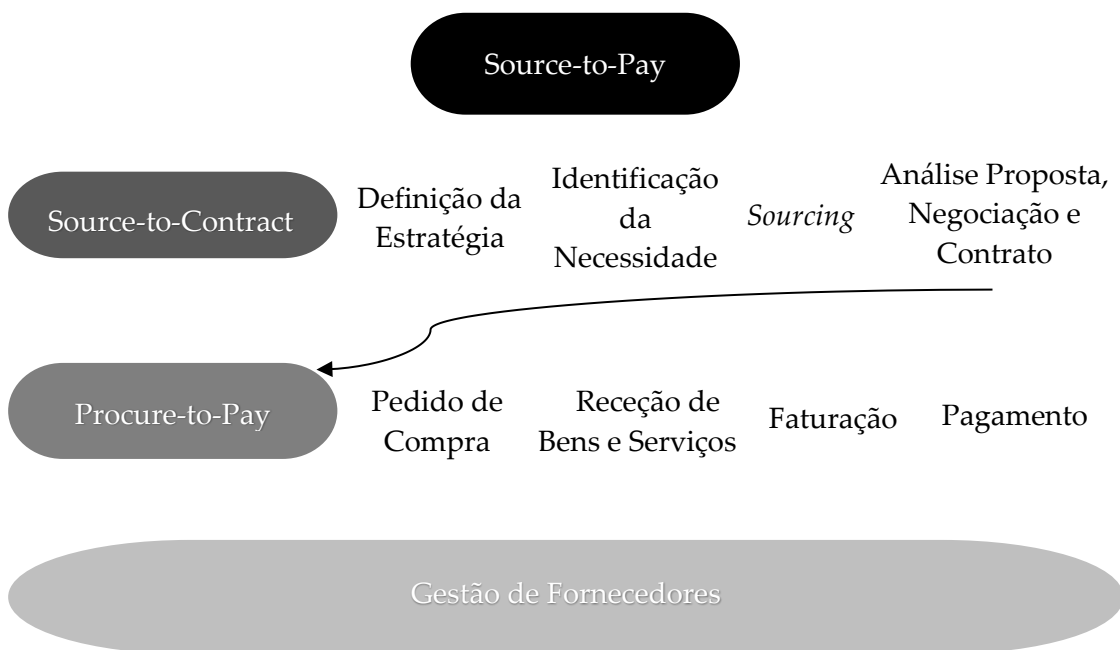 Source-to-Pay
Source-to-Contract
Definição da
Estratégia
Identificação
da
Necessidade
Sourcing
Análise Proposta,
Negociação e
Contrato
Procure-to-Pay
Pedido de
Compra
Receção de
Bens e Serviços
Faturação
Pagamento
Gestão de Fornecedores